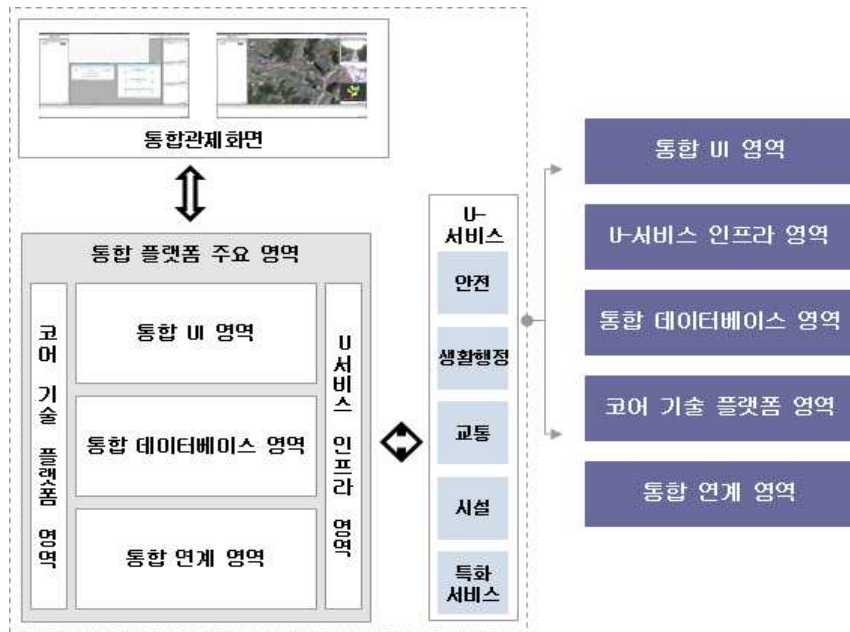 통합관제화면
통합 플랫폼 주요 영역
코어 기술 플랫폼 영역
통합 UI 영역
통합 데이터베이스 영역
통합 연계 영역
U서비스 인프라 영역
U-
서비스
안전
생활행정
교통
시설
특화
서비스
통합 UI 영역
U-서비스 인프라 영역
통합 데이터베이스 영역
코어 기술 플랫폼 영역
통합 연계 영역